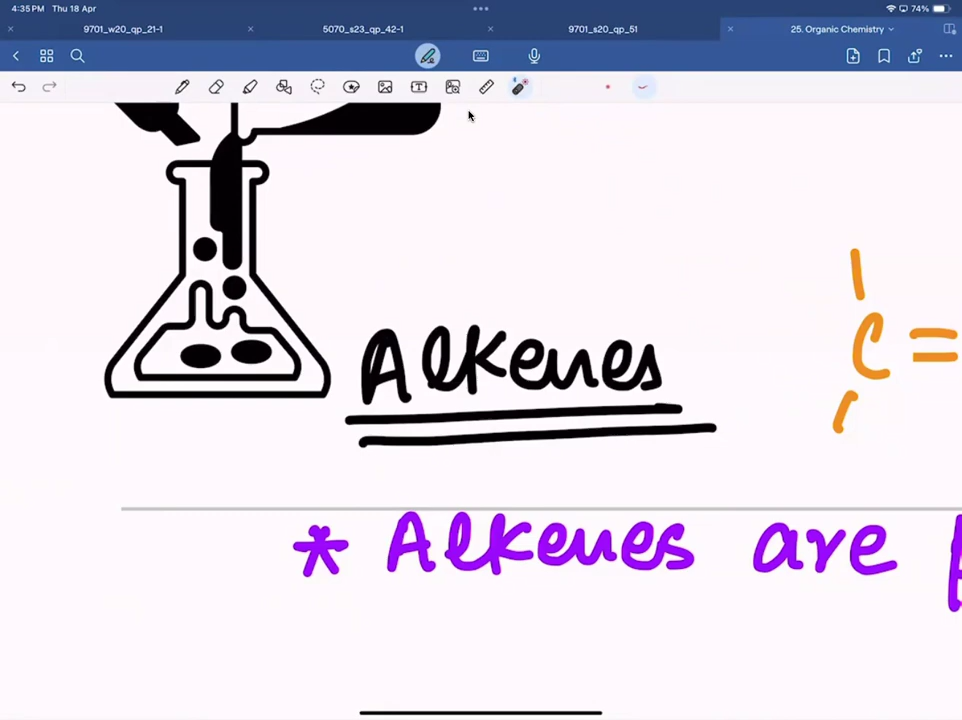 4:35 PM Thu 18 Apr
74%
9701_w20_qp_21-1
5070_s23_qp_42-1
9701_s20_qp_51
25. Organic Chemistry
C =
Alkenes
* Alkenes are